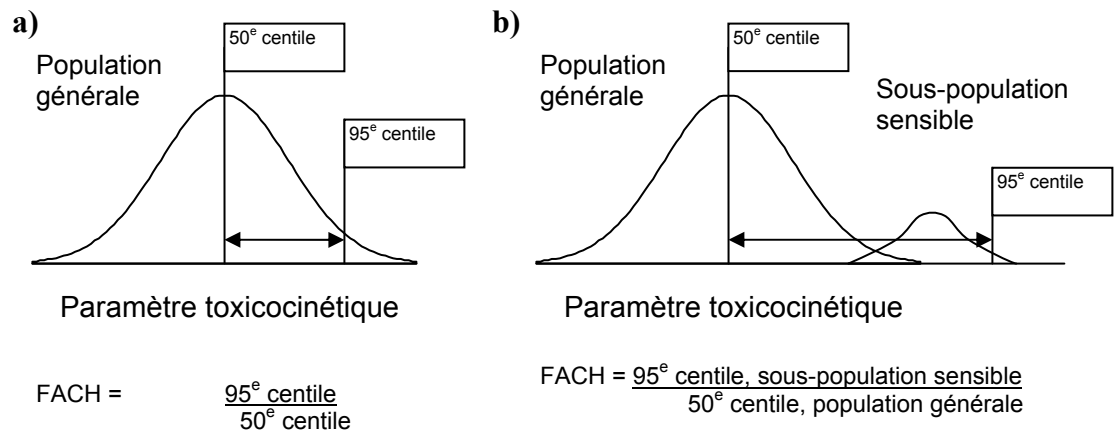 a)
50e centile
Population
générale
95e centile
Paramètre toxicocinétique
FACH = 95e centile
50e centile
b)
50e centile
Population
générale
Sous-population
sensible
95e centile
Paramètre toxicocinétique
FACH = 95e centile, sous-population sensible
50e centile, population générale